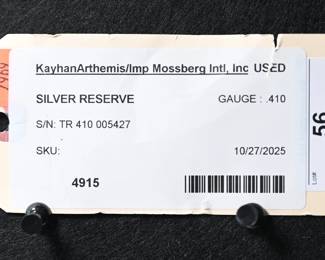 KayhanArthemis/Imp Mossberg Intl, Inc USED
SILVER RESERVE GAUGE : .410
S/N: TR 410 005427
SKU: 10/27/2025
4915
56
Lot#